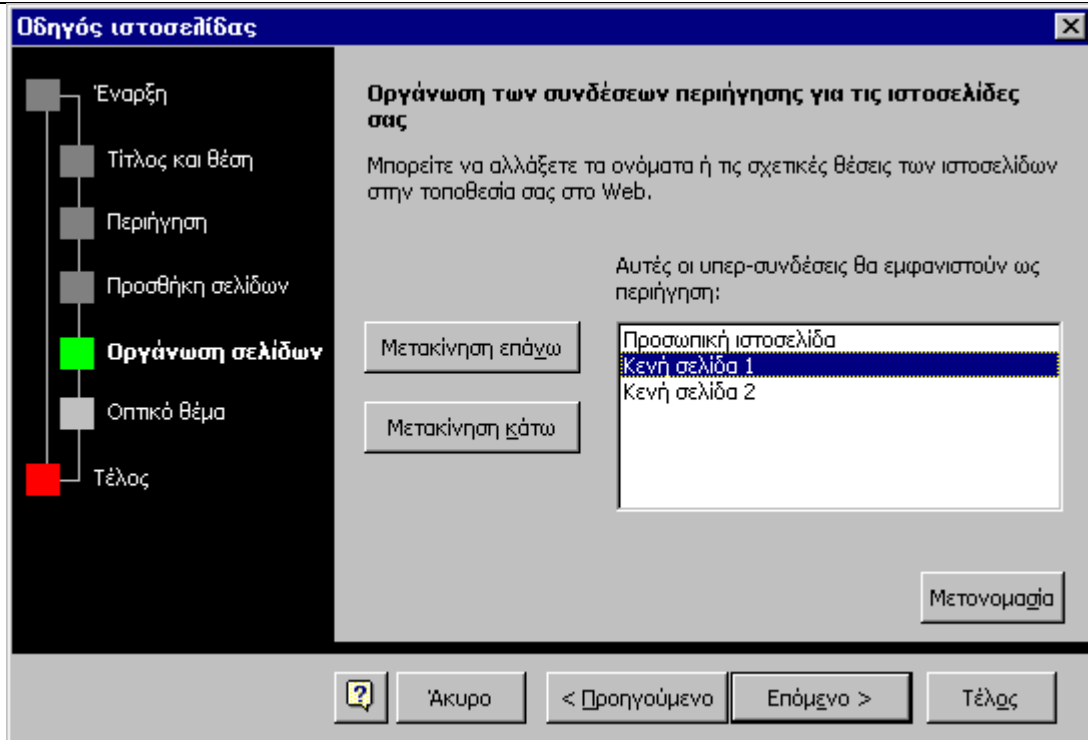 Οδηγός ιστοσελίδας
Έναρξη
Τίτλος και θέση
Περιήγηση
Προσθήκη σελίδων
Οργάνωση σελίδων
Οπτικό θέμα
Τέλος
Οργάνωση των συνδέσεων περιήγησης για τις ιστοσελίδες
σας
Μπορείτε να αλλάξετε τα ονόματα ή τις σχετικές θέσεις των ιστοσελίδων
στην τοποθεσία σας στο Web.
Αυτές οι υπερ-συνδέσεις θα εμφανιστούν ως
περιήγηση:
Μετακίνηση επάνω
Μετακίνηση κάτω
Προσωπική ιστοσελίδα
Κενή σελίδα 1
Κενή σελίδα 2
Μετονομασία
Άκυρο
< Προηγούμενο
Επόμενο >
Τέλος